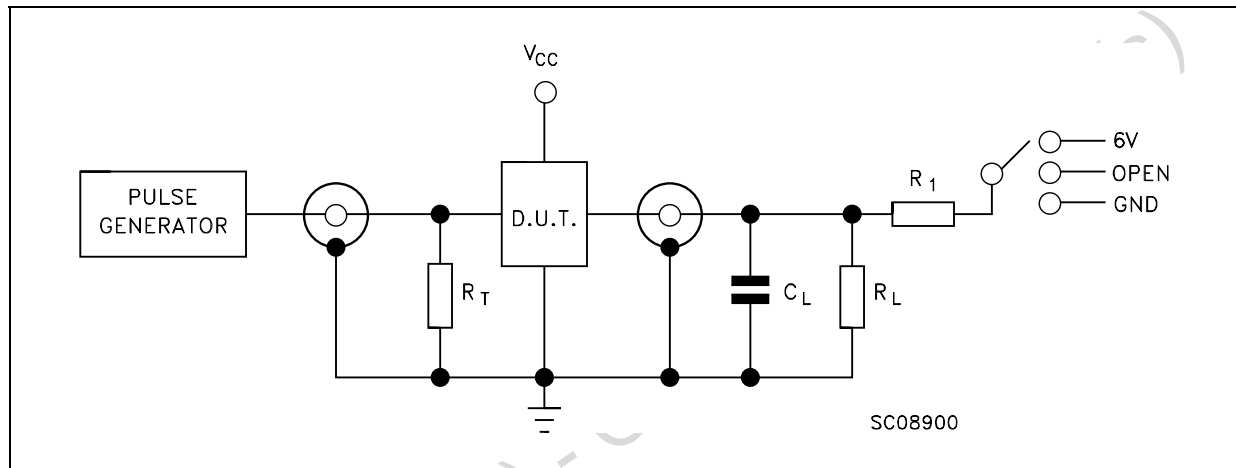 VCC
PULSE
GENERATOR
D.U.T.
RT
CL
RL
R1
6V
OPEN
GND
SC08900